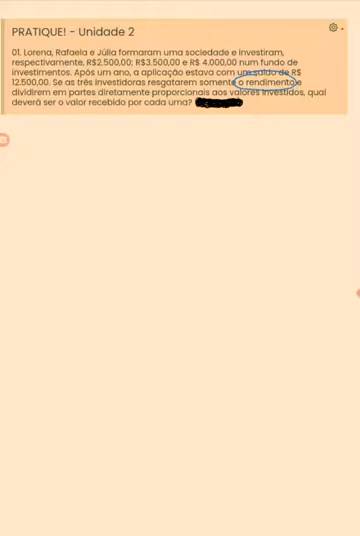 PRATIQUE! - Unidade 2
01. Lorena, Rafaela e Júlia formaram uma sociedade e investiram,
respectivamente, R$2.500,00; R$3.500,00 e R$ 4.000,00 num fundo de
investimentos. Após um ano, a aplicação estava com um saldo de R$
12.500,00. Se as três investidoras resgatarem somente o rendimento e
dividirem em partes diretamente proporcionais aos valores investidos, qual
deverá ser o valor recebido por cada uma?